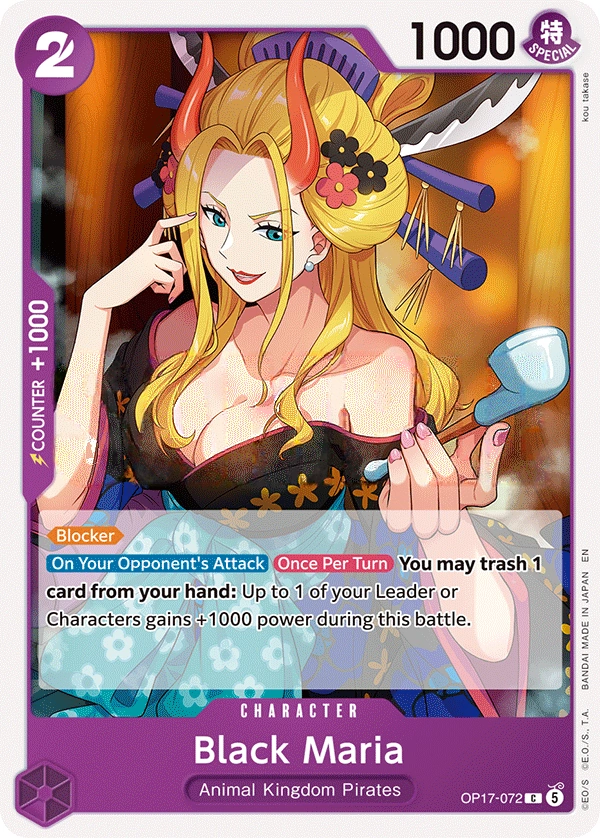 2
1000
特
SPECIAL
kou takase
COUNTER +1000
Blocker
On Your Opponent's Attack Once Per Turn You may trash 1
card from your hand: Up to 1 of your Leader or
Characters gains +1000 power during this battle.
CHARACTER
Black Maria
Animal Kingdom Pirates
OP17-072 C 5
©EO/S ©E.O./S., T.A. BANDAI MADE IN JAPAN EN